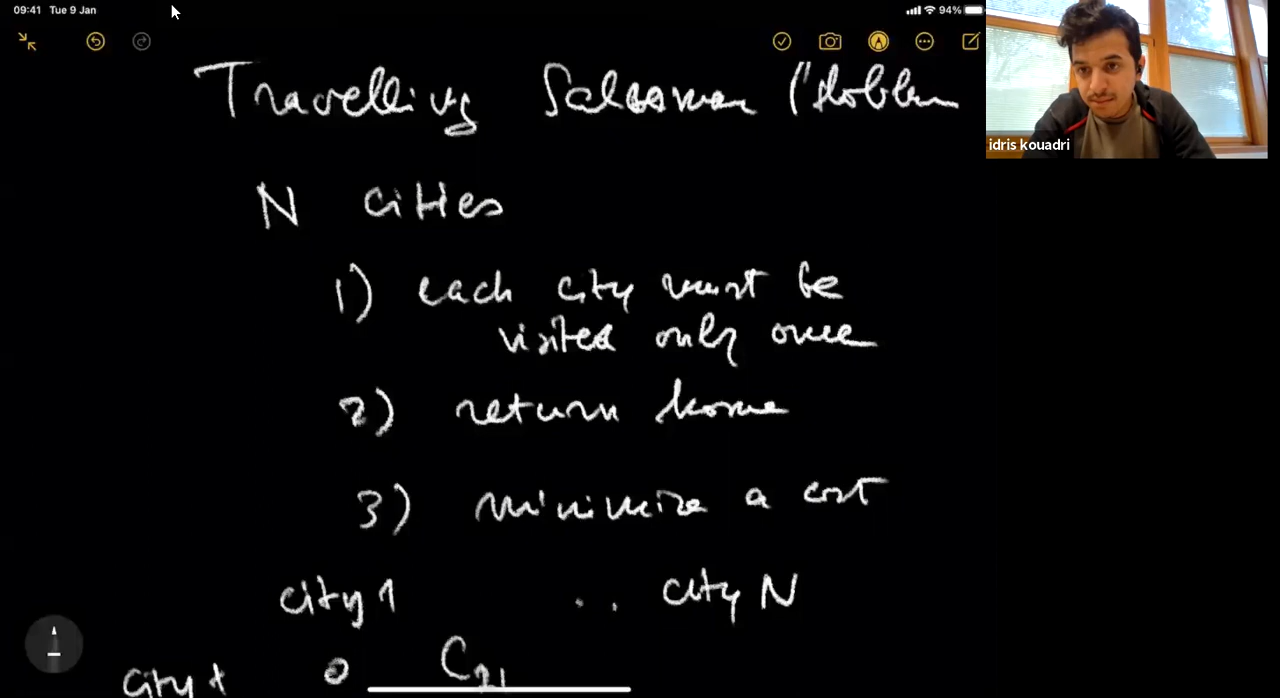 09:41 Tue 9 Jan
94%
Travelling Salesman Problem
idris kouadri
N cities
1) each city must be
visited only once
2) return home
3) minimize a cost
city 1 .. city N
city 1 0 C21